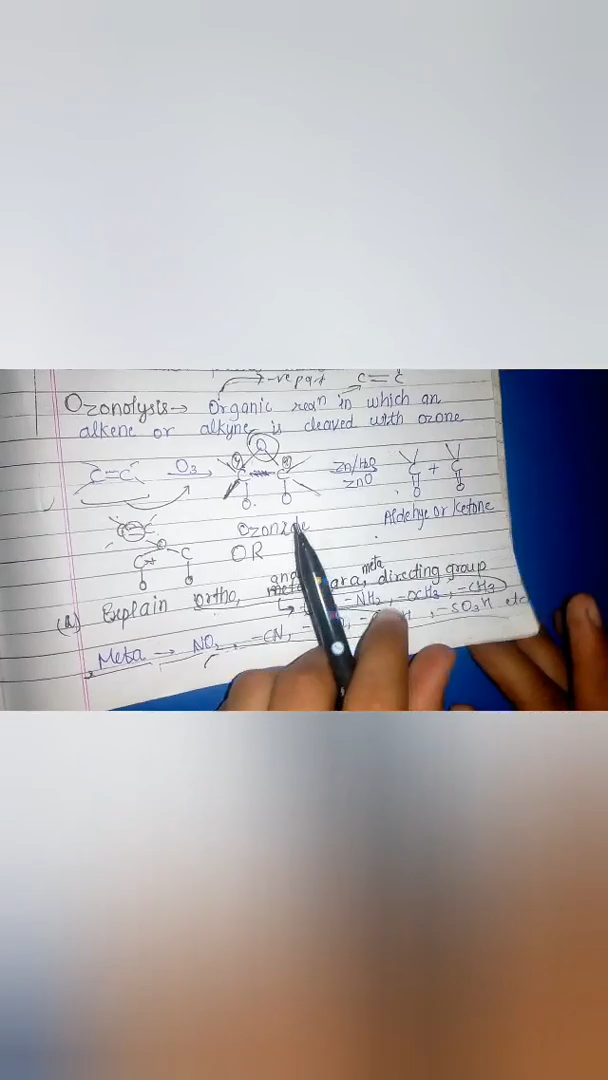 -ve part C=C
Ozonolysis → Organic reaⁿ in which an
alkene or alkyne is cleaved with ozone
C=C O₃ → O C C O O Zn/H₂O ZnO C + C
O O
Ozonide Aldehye or Ketone
OR
(a) Explain ortho, and para, meta directing group
-NH₂, -OCH₃, -CH₃
Meta → NO₂, -CN, -SO₃H etc